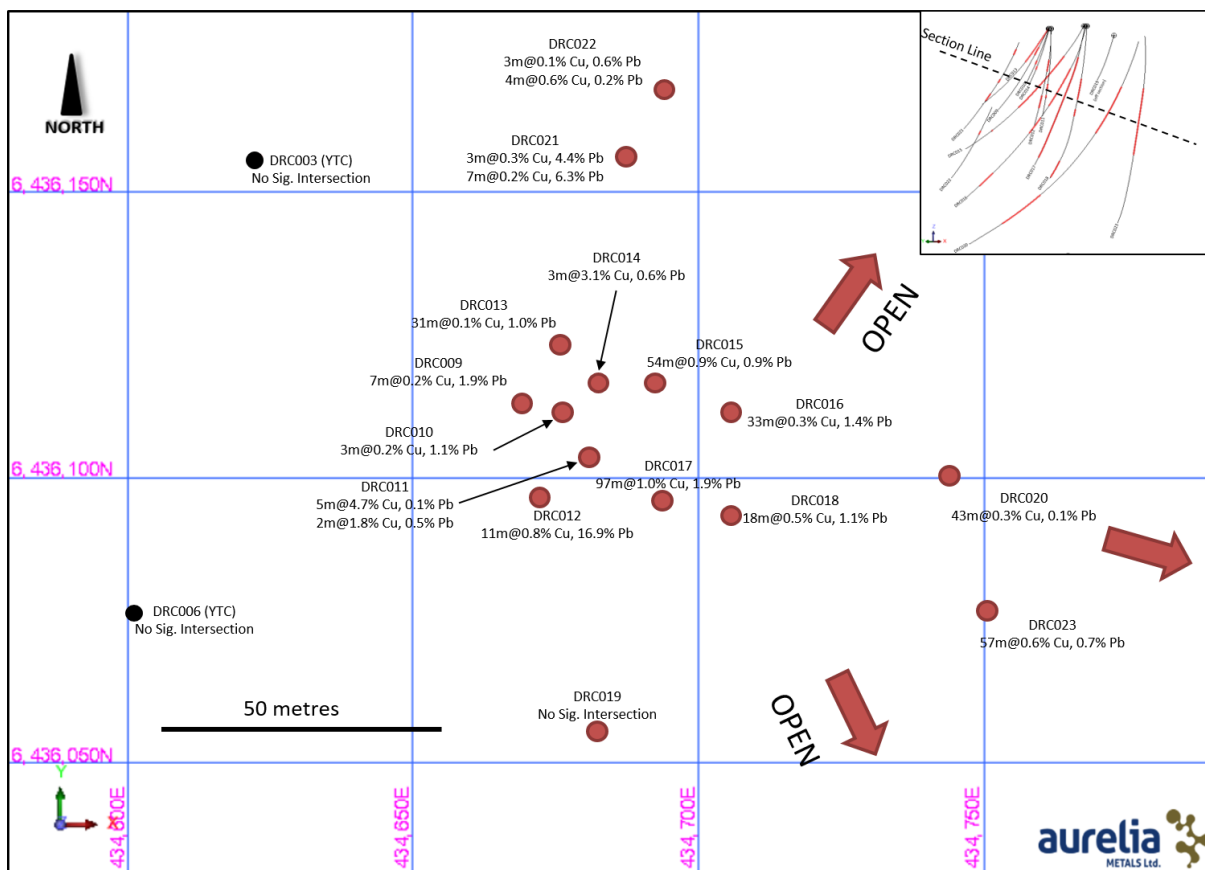 DRC022
3m@0.1% Cu, 0.6% Pb
4m@0.6% Cu, 0.2% Pb
Section Line
NORTH
DRC021
3m@0.3% Cu, 4.4% Pb
7m@0.2% Cu, 6.3% Pb
DRC003 (YTC)
No Sig. Intersection
6,436,150N
DRC014
3m@3.1% Cu, 0.6% Pb
OPEN
DRC013
31m@0.1% Cu, 1.0% Pb
DRC015
54m@0.9% Cu, 0.9% Pb
DRC009
7m@0.2% Cu, 1.9% Pb
DRC016
33m@0.3% Cu, 1.4% Pb
DRC010
3m@0.2% Cu, 1.1% Pb
6,436,100N
DRC017
97m@1.0% Cu, 1.9% Pb
DRC011
5m@4.7% Cu, 0.1% Pb
2m@1.8% Cu, 0.5% Pb
DRC018
18m@0.5% Cu, 1.1% Pb
DRC020
43m@0.3% Cu, 0.1% Pb
DRC012
11m@0.8% Cu, 16.9% Pb
DRC006 (YTC)
No Sig. Intersection
DRC023
57m@0.6% Cu, 0.7% Pb
DRC019
No Sig. Intersection
OPEN
50 metres
6,436,050N
Y
X
434,600E
434,650E
434,700E
434,750E
aurelia
METALS Ltd.